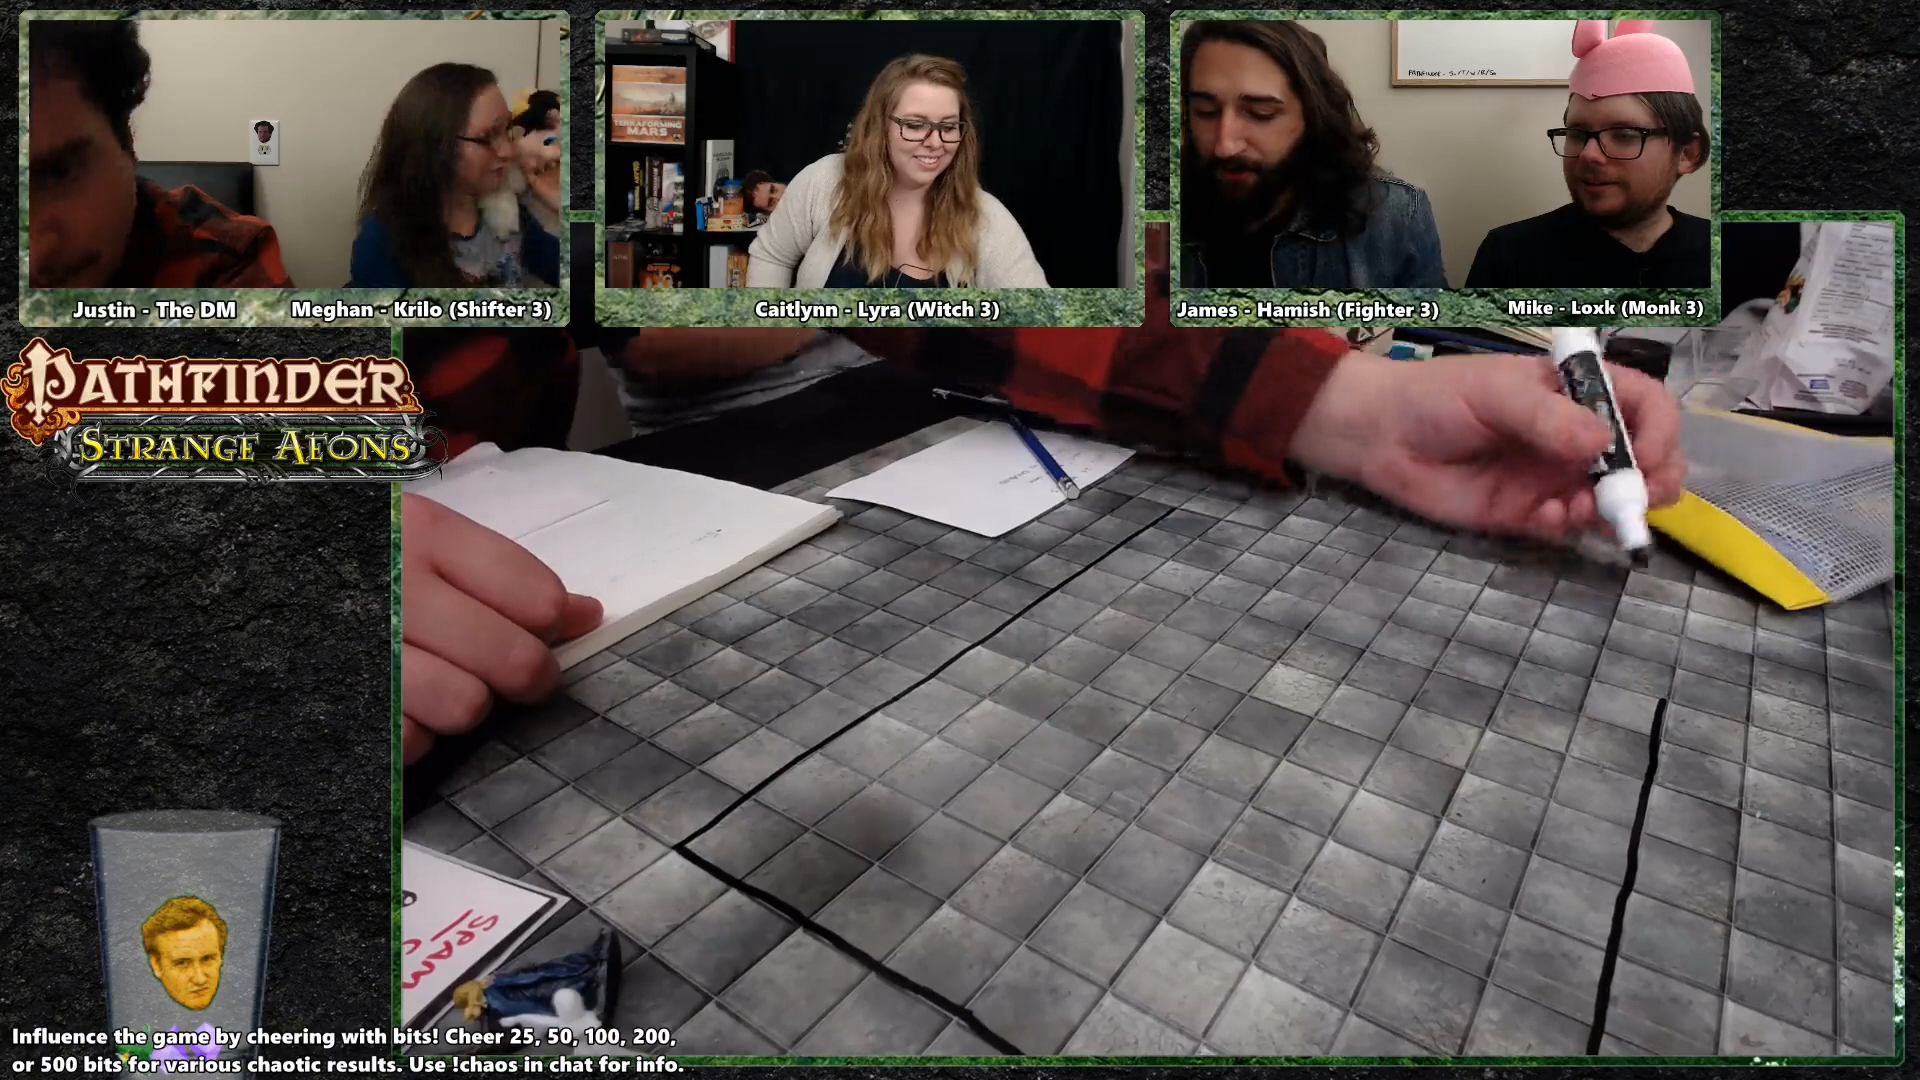 TERRAFORMING
MARS
PATHFINDER - S/T/W/R/S
Justin - The DM
Meghan - Krilo (Shifter 3)
Caitlynn - Lyra (Witch 3)
James - Hamish (Fighter 3)
Mike - Loxk (Monk 3)
PATHFINDER
STRANGE AEONS
Influence the game by cheering with bits! Cheer 25, 50, 100, 200,
or 500 bits for various chaotic results. Use !chaos in chat for info.